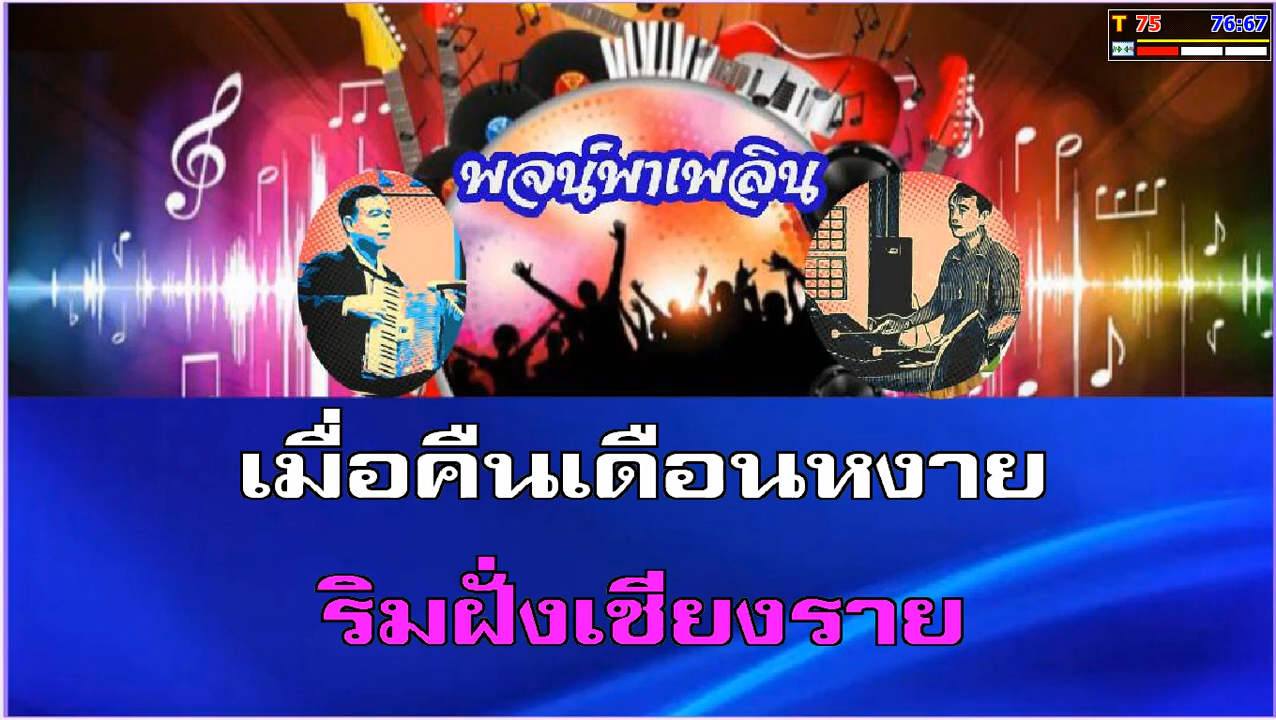 T 75 76:67
พจน์พาเพลิน
เมื่อคืนเดือนหงาย
ริมฝั่งเชียงราย